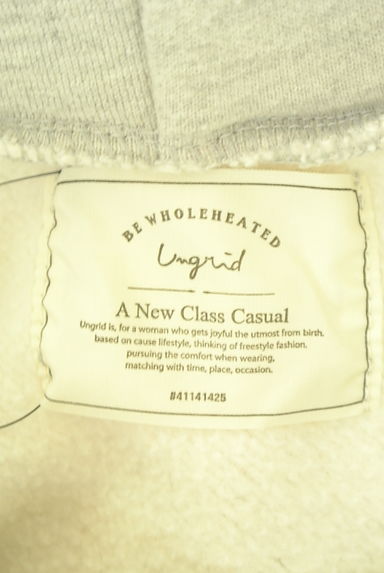 BE WHOLEHEATED
Ungrid
A New Class Casual
Ungrid is, for a woman who gets joyful the utmost from birth.
based on cause lifestyle, thinking of freestyle fashion.
pursuing the comfort when wearing,
matching with time, place, occasion.
#41141425